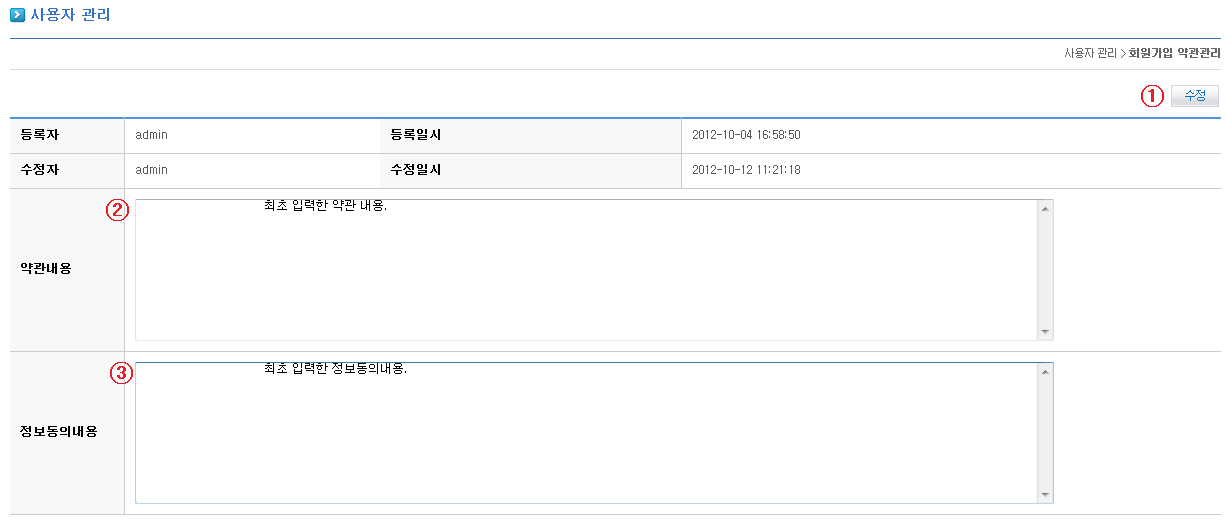 사용자 관리
사용자 관리 > 회원가입 약관관리
① 수정
등록자 admin 등록일시 2012-10-04 16:58:50
수정자 admin 수정일시 2012-10-12 11:21:18
② 최초 입력한 약관 내용.
약관내용
③ 최초 입력한 정보동의내용.
정보동의내용